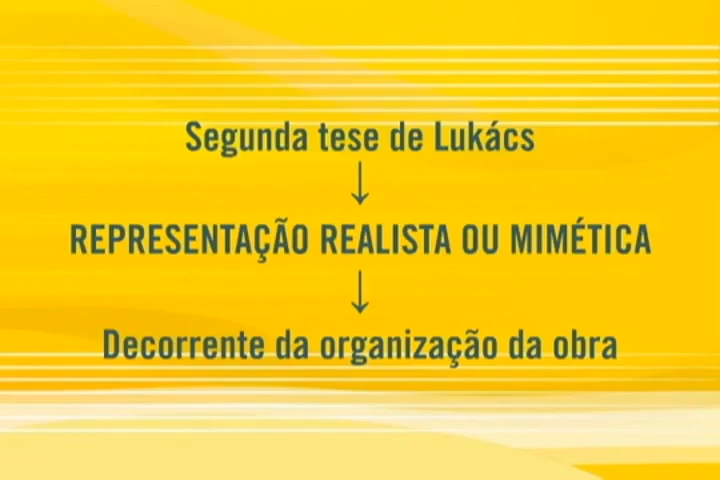 Segunda tese de Lukács
↓
REPRESENTAÇÃO REALISTA OU MIMÉTICA
↓
Decorrente da organização da obra